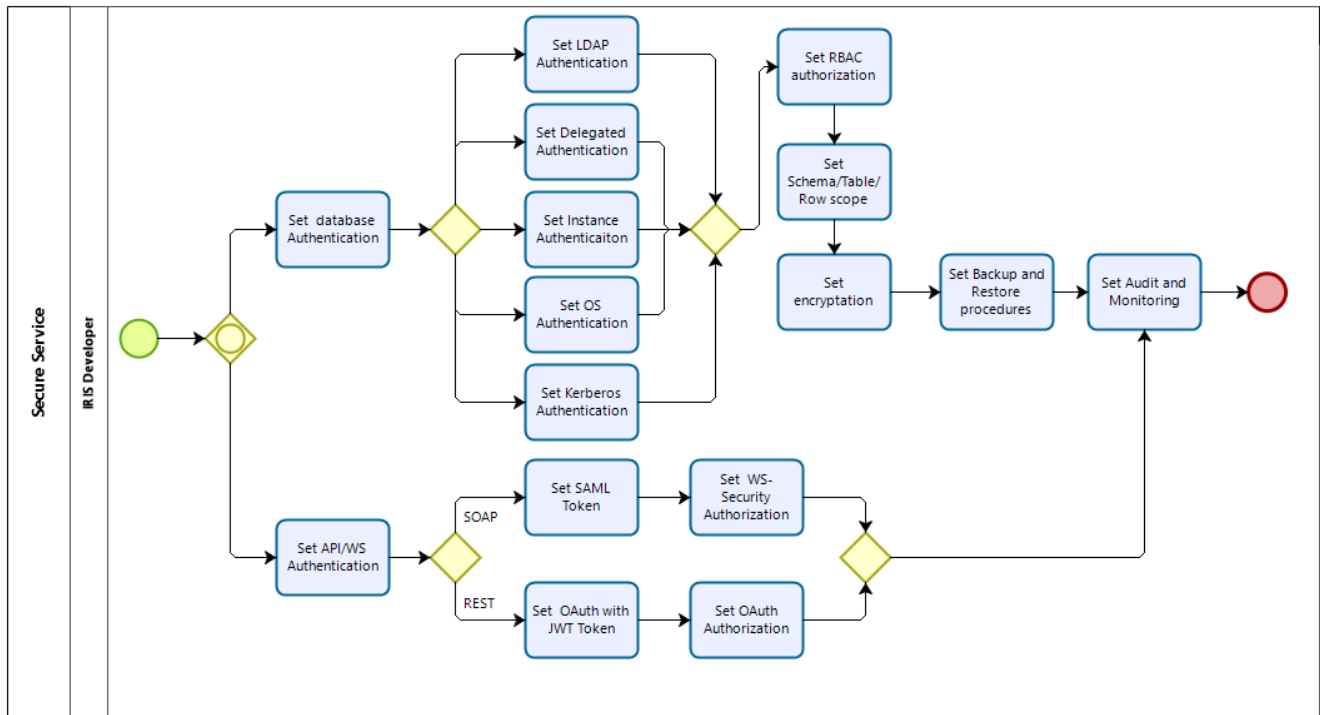 Secure Service
IRIS Developer
Set LDAP
Authentication
Set Delegated
Authentication
Set database
Authentication
Set Instance
Authenticaiton
Set OS
Authentication
Set Kerberos
Authentication
Set RBAC
authorization
Set
Schema/Table/
Row scope
Set
encryptation
Set Backup and
Restore
procedures
Set Audit and
Monitoring
Set API/WS
Authentication
SOAP
Set SAML
Token
Set WS-
Security
Authorization
REST
Set OAuth with
JWT Token
Set OAuth
Authorization